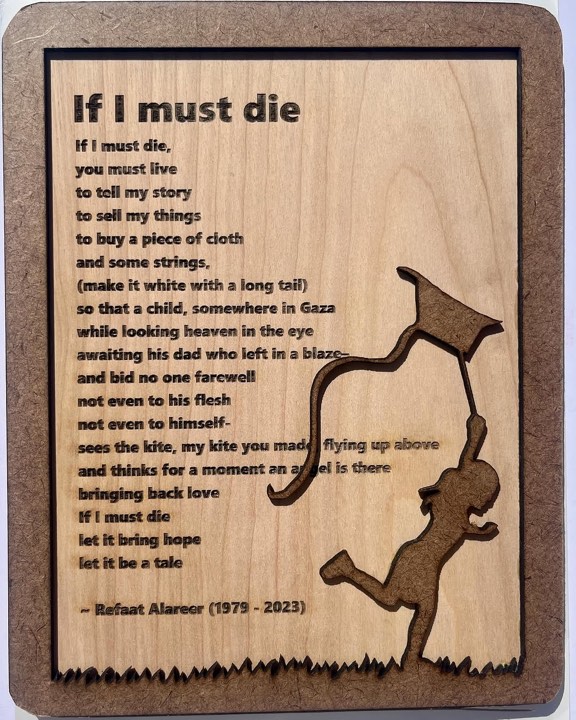 If I must die
If I must die,
you must live
to tell my story
to sell my things
to buy a piece of cloth
and some strings,
(make it white with a long tail)
so that a child, somewhere in Gaza
while looking heaven in the eye
awaiting his dad who left in a blaze–
and bid no one farewell
not even to his flesh
not even to himself-
sees the kite, my kite you made flying up above
and thinks for a moment an angel is there
bringing back love
If I must die
let it bring hope
let it be a tale
~ Refaat Alareer (1979 - 2023)